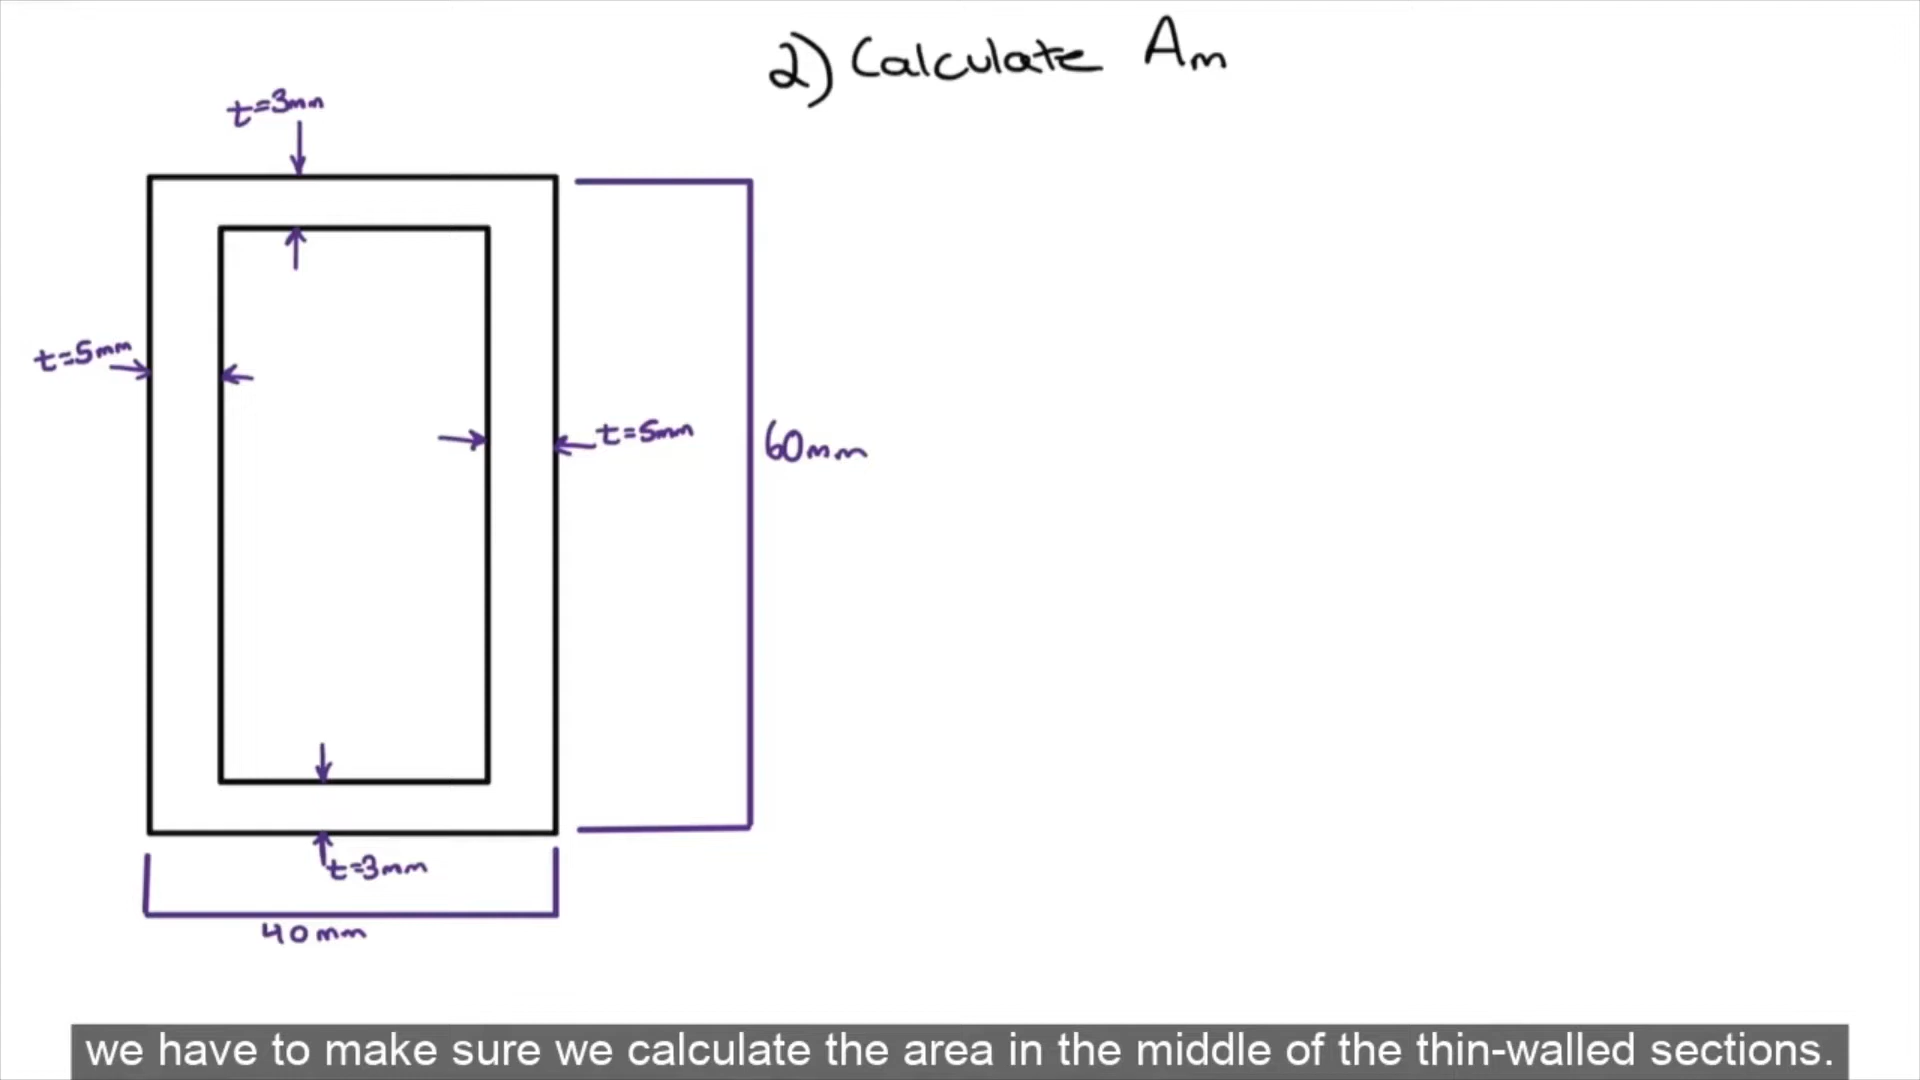 2) Calculate Am
t=3mm
t=5mm
t=5mm
60mm
t=3mm
40mm
we have to make sure we calculate the area in the middle of the thin-walled sections.